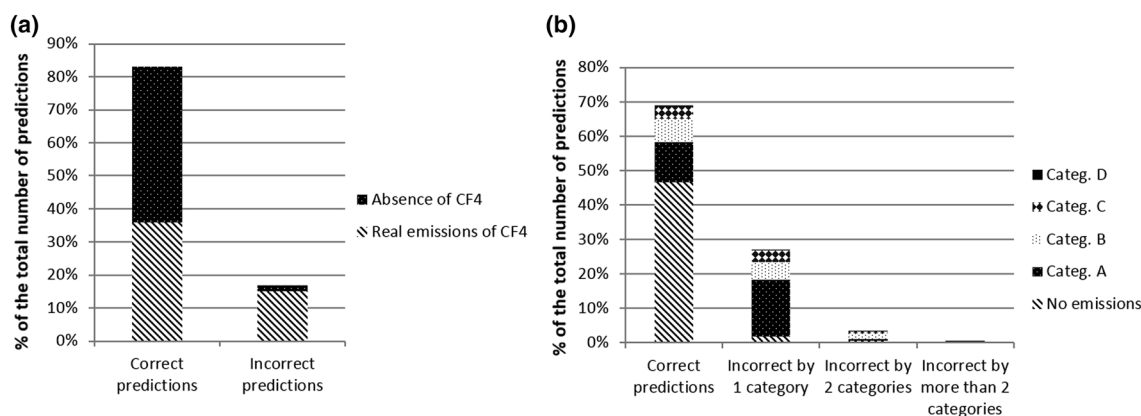 (a)
% of the total number of predictions
90%
80%
70%
60%
50%
40%
30%
20%
10%
0%
Correct
predictions
Incorrect
predictions
Absence of CF4
Real emissions of CF4
(b)
% of the total number of predictions
80%
70%
60%
50%
40%
30%
20%
10%
0%
Correct
predictions
Incorrect by
1 category
Incorrect by
2 categories
Incorrect by
more than 2
categories
Categ. D
Categ. C
Categ. B
Categ. A
No emissions